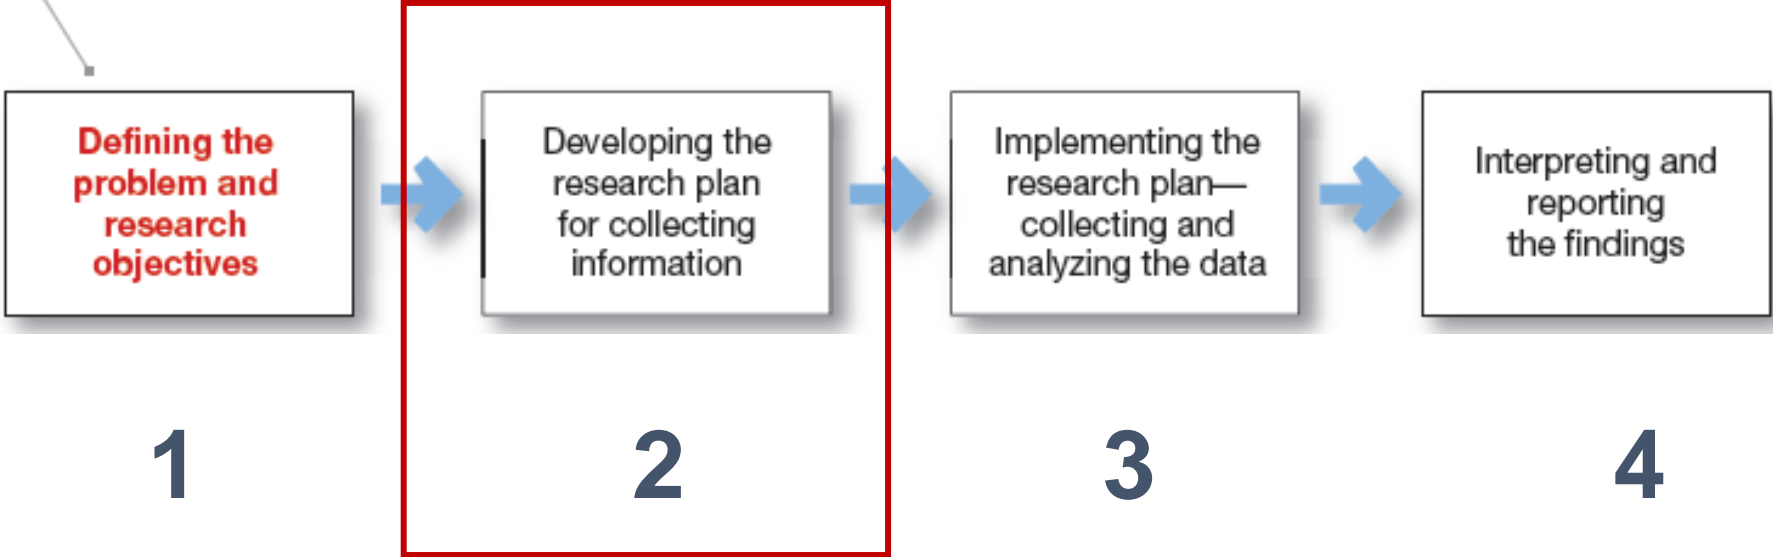 Defining the
problem and
research
objectives
Developing the
research plan
for collecting
information
Implementing the
research plan—
collecting and
analyzing the data
Interpreting and
reporting
the findings
1
2
3
4